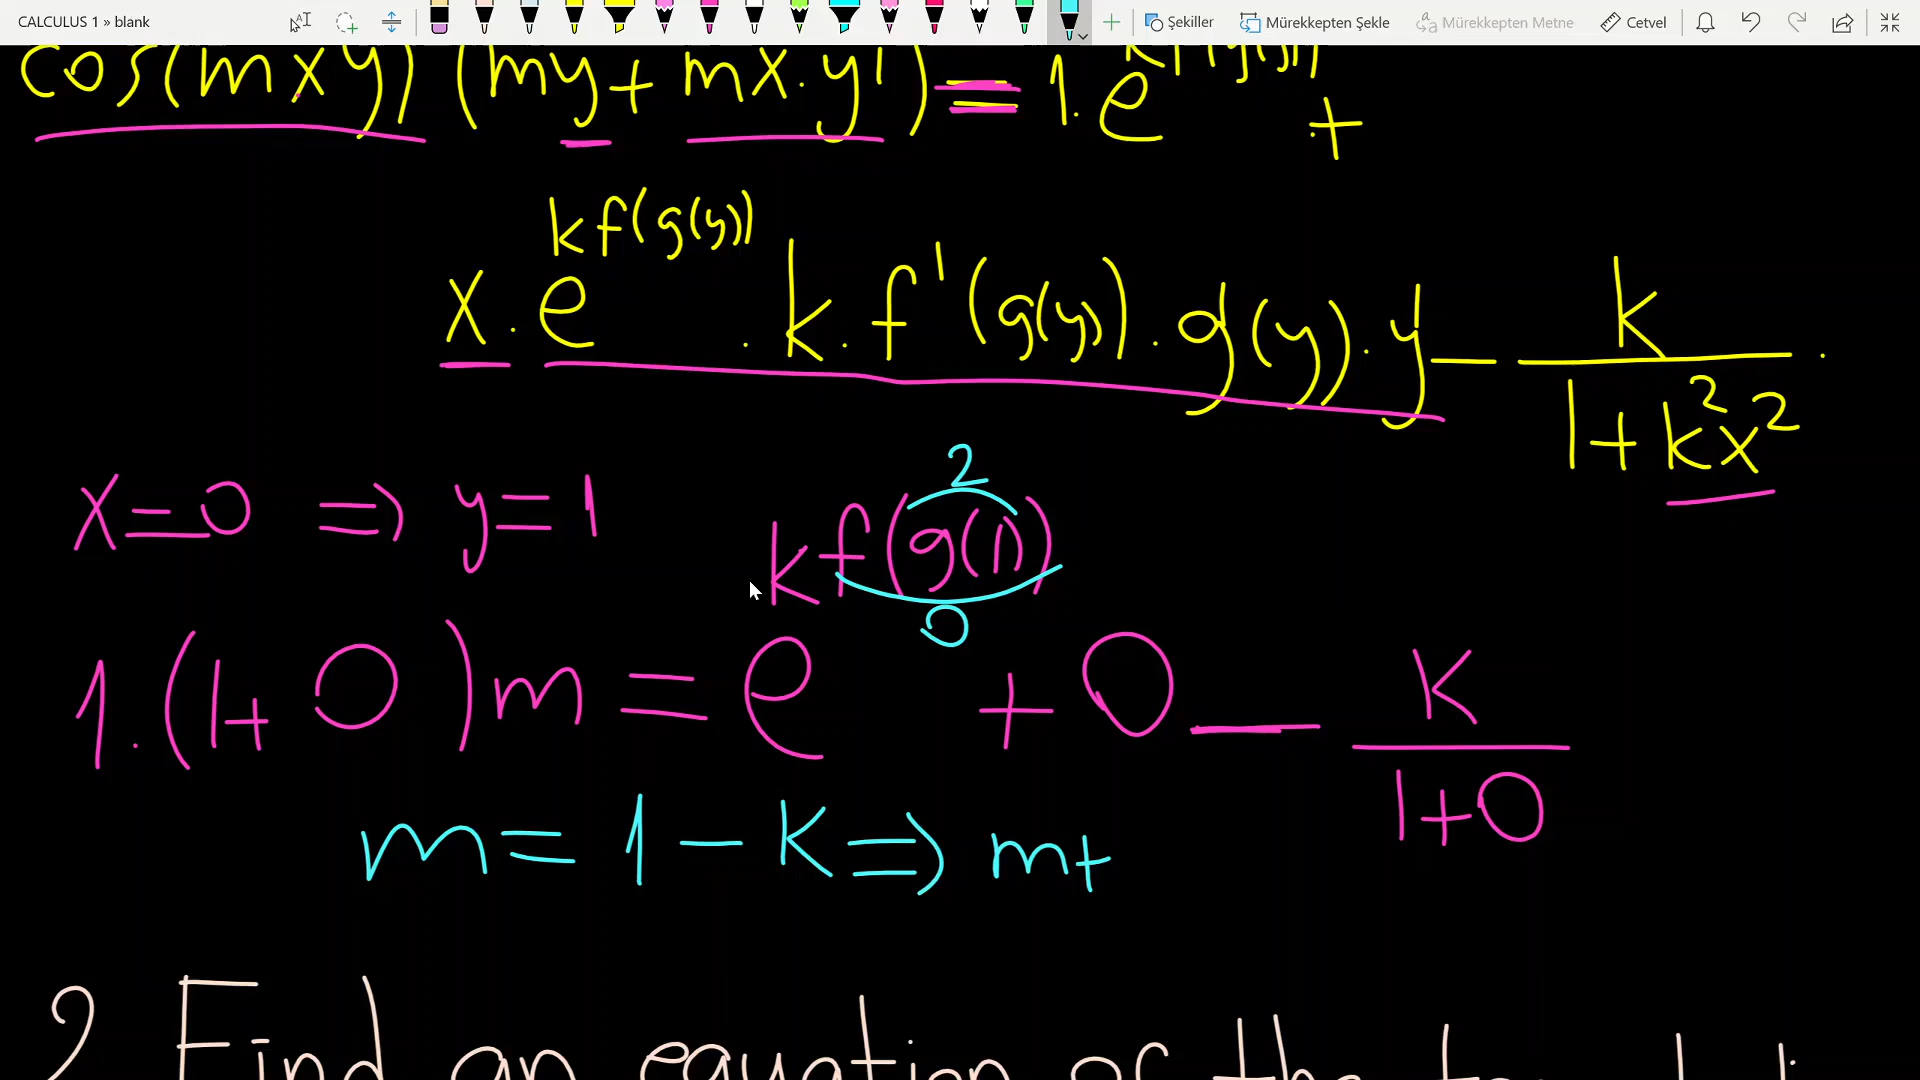 CALCULUS 1 » blank
Şekiller
Mürekkepten Şekle
Mürekkepten Metne
Cetvel
cos(mxy)(my+mx.y') = 1.e^{kf(g(y))} +
x.e^{kf(g(y))} . k.f'(g(y)).g'(y).y' - k/(1+k²x²) .
x=0 ⇒ y=1
2
kf(g(1))
0
1.(1+0)m = e + 0 - k/(1+0)
m = 1 - k ⇒ m+
2. Find an equation of the